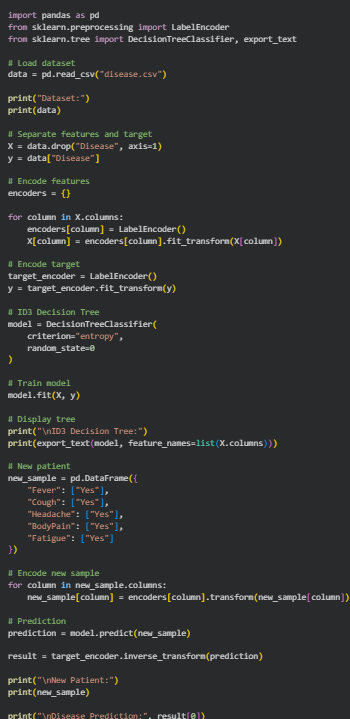 import pandas as pd
from sklearn.preprocessing import LabelEncoder
from sklearn.tree import DecisionTreeClassifier, export_text

# Load dataset
data = pd.read_csv("disease.csv")

print("Dataset:")
print(data)

# Separate features and target
X = data.drop("Disease", axis=1)
y = data["Disease"]

# Encode features
encoders = {}

for column in X.columns:
    encoders[column] = LabelEncoder()
    X[column] = encoders[column].fit_transform(X[column])

# Encode target
target_encoder = LabelEncoder()
y = target_encoder.fit_transform(y)

# ID3 Decision Tree
model = DecisionTreeClassifier(
    criterion="entropy",
    random_state=0
)

# Train model
model.fit(X, y)

# Display tree
print("\nID3 Decision Tree:")
print(export_text(model, feature_names=list(X.columns)))

# New patient
new_sample = pd.DataFrame({
    "Fever": ["Yes"],
    "Cough": ["Yes"],
    "Headache": ["Yes"],
    "BodyPain": ["Yes"],
    "Fatigue": ["Yes"]
})

# Encode new sample
for column in new_sample.columns:
    new_sample[column] = encoders[column].transform(new_sample[column])

# Prediction
prediction = model.predict(new_sample)

result = target_encoder.inverse_transform(prediction)

print("\nNew Patient:")
print(new_sample)

print("\nDisease Prediction:", result[0])